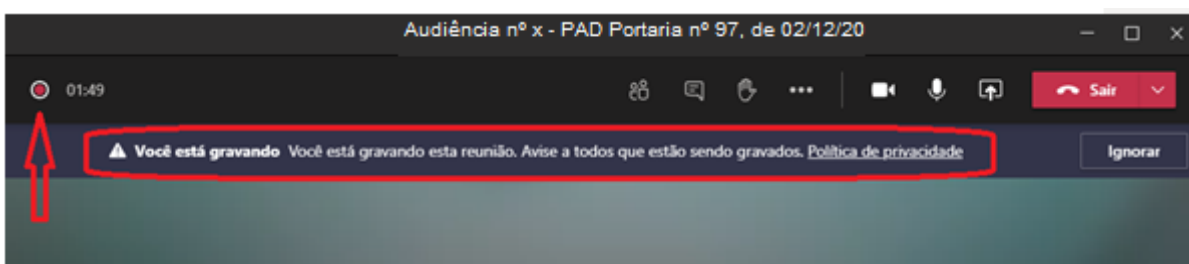 Audiência nº x - PAD Portaria nº 97, de 02/12/20
01:49
Sair
Você está gravando Você está gravando esta reunião. Avise a todos que estão sendo gravados. Política de privacidade
Ignorar